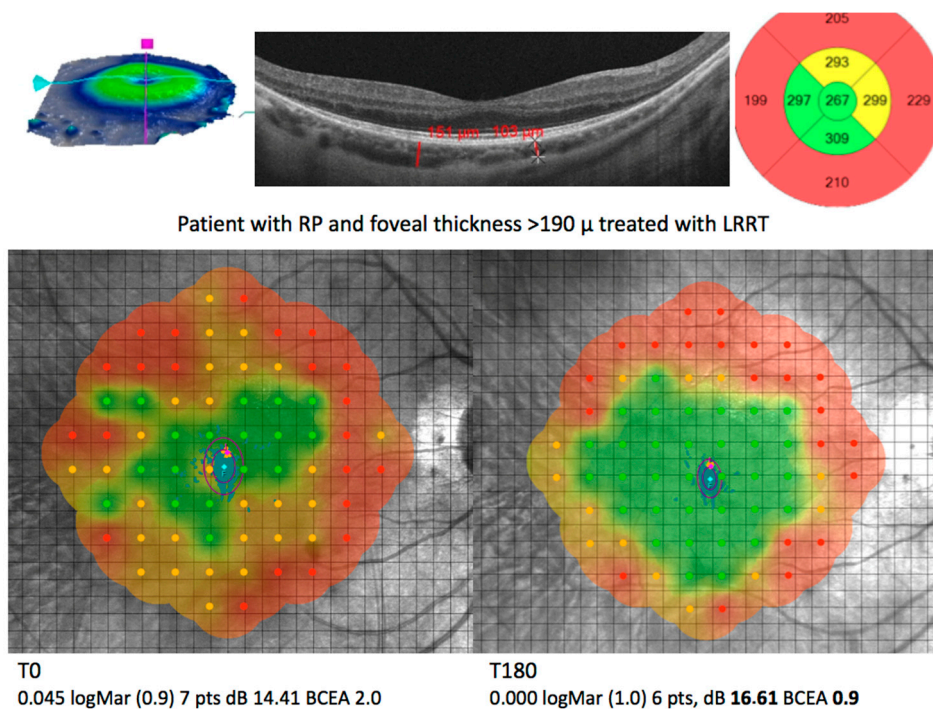 205
293
199 297 267 299 229
309
210
151 µm 103 µm
Patient with RP and foveal thickness >190 µ treated with LRRT
T0
0.045 logMar (0.9) 7 pts dB 14.41 BCEA 2.0
T180
0.000 logMar (1.0) 6 pts, dB 16.61 BCEA 0.9